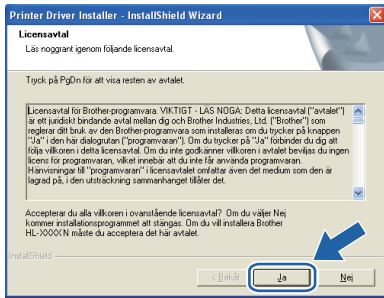 Printer Driver Installer - InstallShield Wizard
Licensavtal
Läs noggrant igenom följande licensavtal.
Tryck på PgDn för att visa resten av avtalet.
Licensavtal för Brother-programvara. VIKTIGT - LÄS NOGA: Detta licensavtal ("avtalet")
är ett juridiskt bindande avtal mellan dig och Brother Industries, Ltd. ("Brother") som
reglerar ditt bruk av den Brother-programvara som installeras om du trycker på knappen
"Ja" i den här dialogrutan ("programvaran"). Om du trycker på "Ja" förbinder du dig att
följa villkoren i detta licensavtal. Om du inte godkänner villkoren i avtalet beviljas du ingen
licens för programvaran, vilket innebär att du inte får använda programvaran.
Hänvisningar till "programvaran" i licensavtalet omfattar även det medium som den är
lagrad på, i den utsträckning sammanhanget tillåter det.
Accepterar du alla villkoren i ovanstående licensavtal? Om du väljer Nej
kommer installationsprogrammet att stängas. Om du vill installera Brother
HL-XXXX N måste du acceptera det här avtalet.
InstallShield
< Bakåt
Ja
Nej